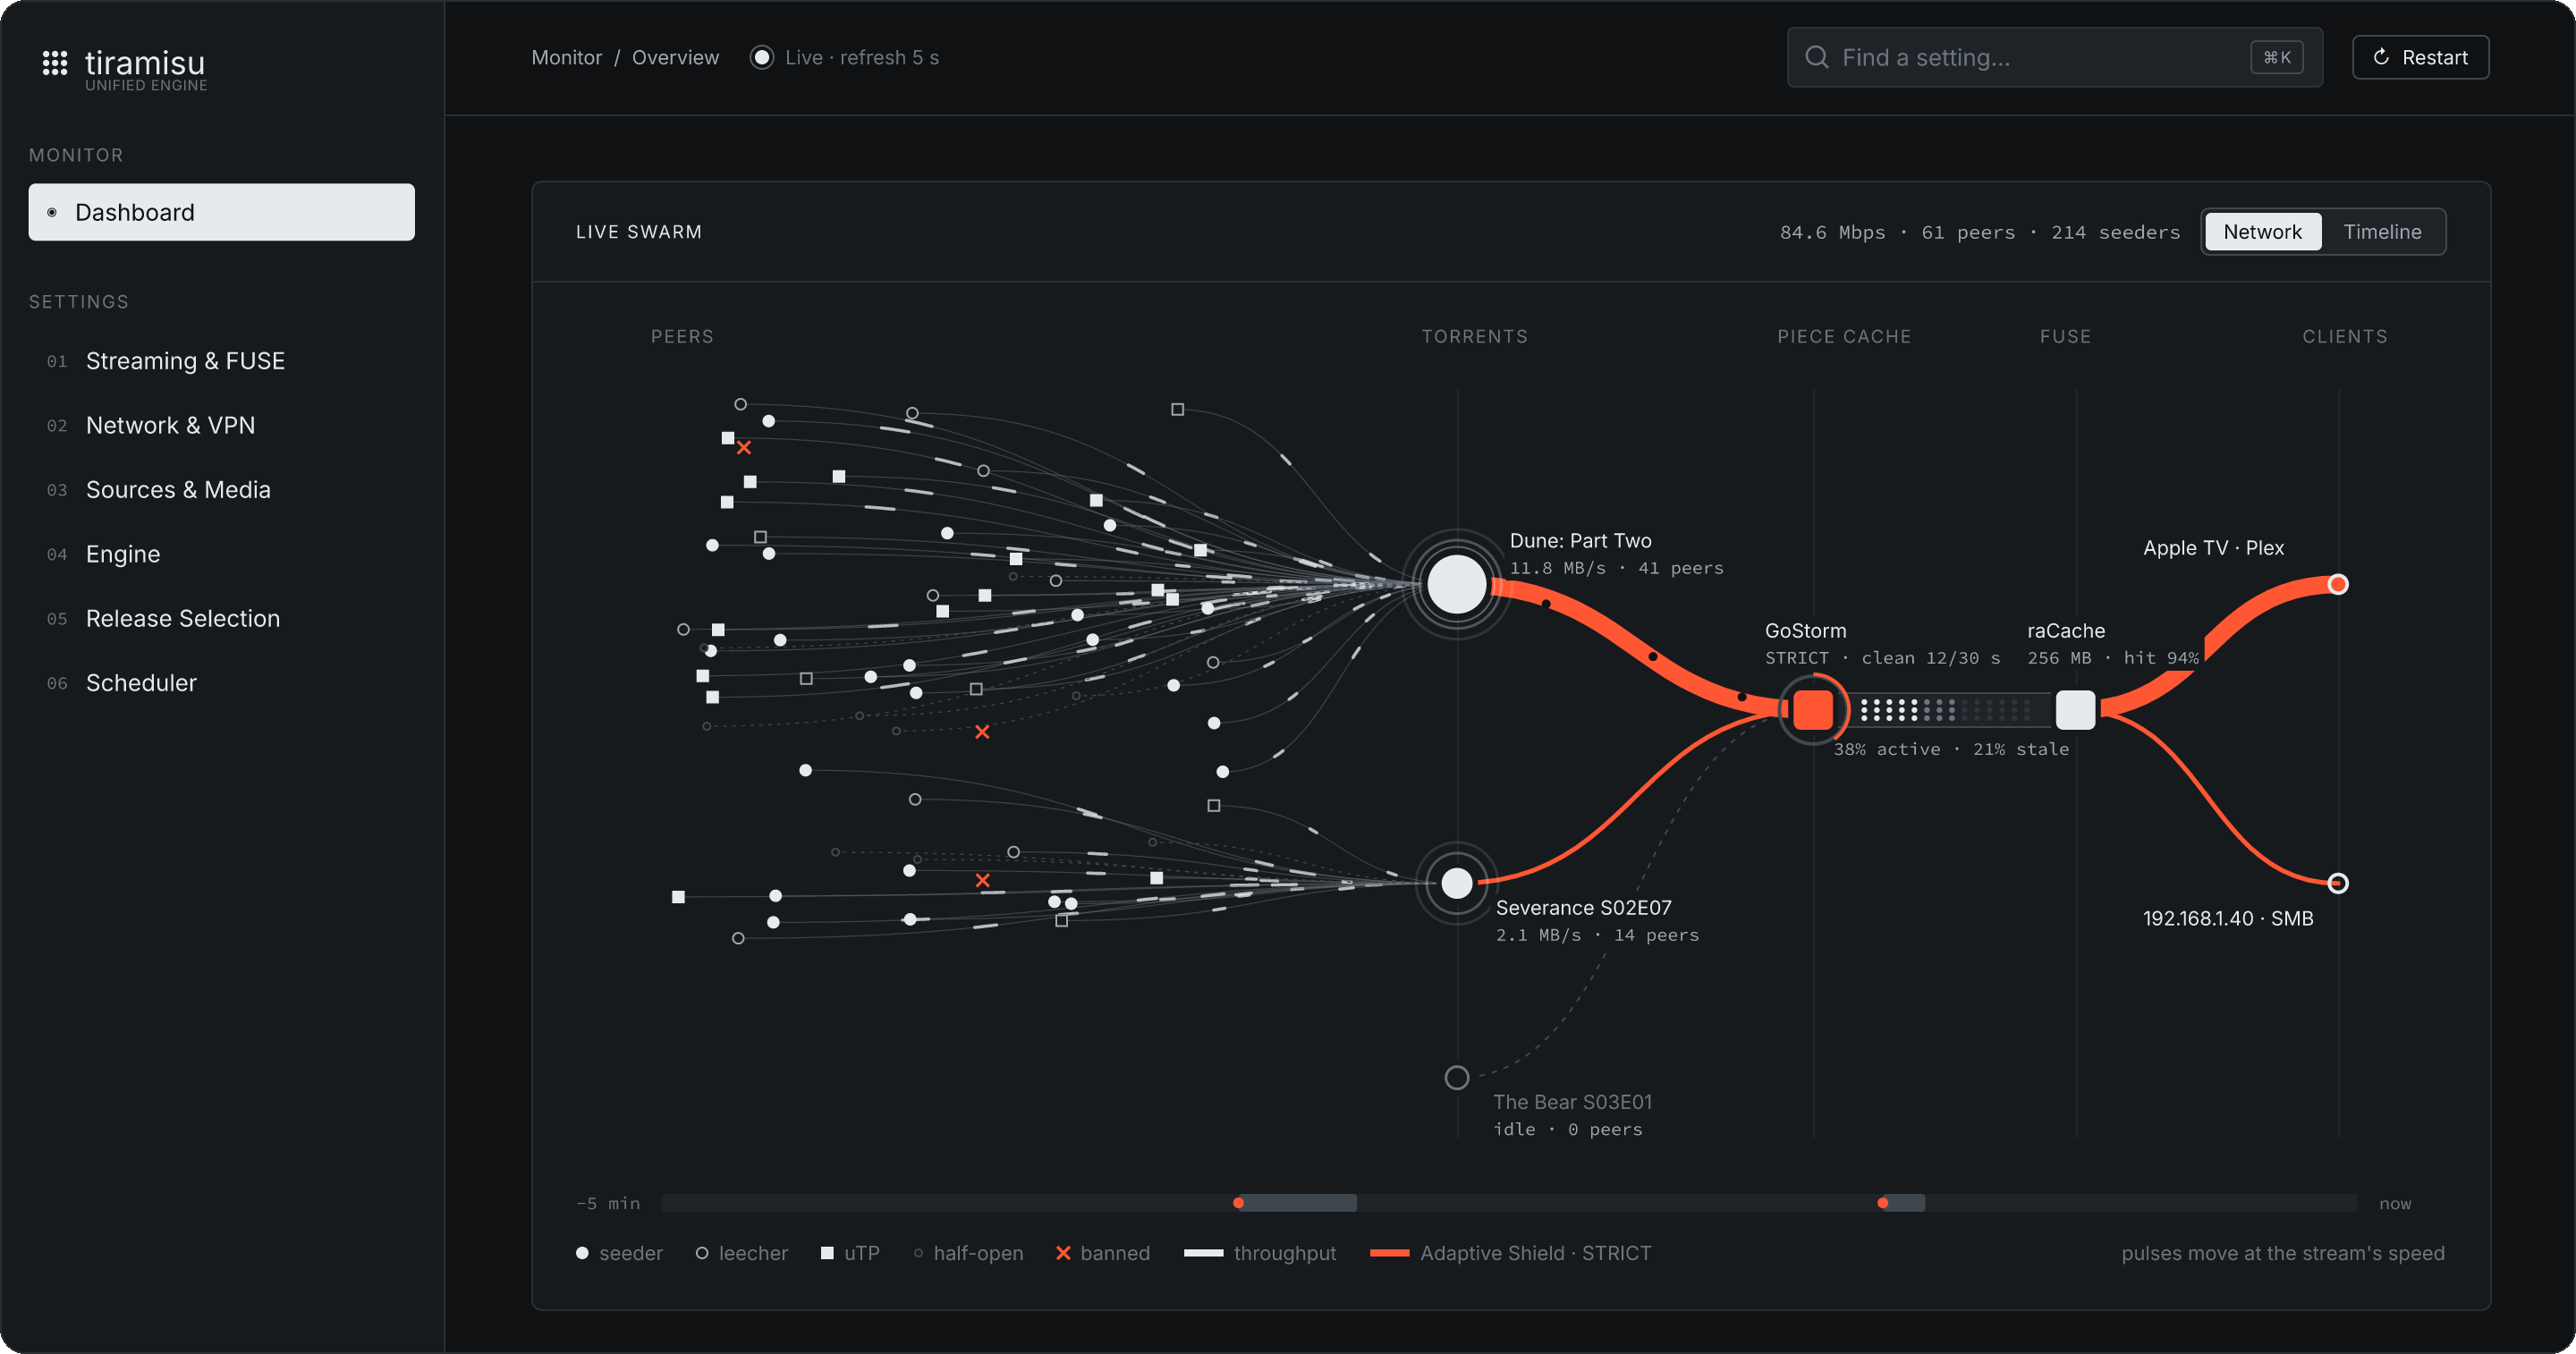 tiramisu
UNIFIED ENGINE
MONITOR
Dashboard
SETTINGS
01 Streaming & FUSE
02 Network & VPN
03 Sources & Media
04 Engine
05 Release Selection
06 Scheduler
Monitor / Overview Live · refresh 5 s
Find a setting... ⌘K
Restart
LIVE SWARM
84.6 Mbps · 61 peers · 214 seeders
Network Timeline
PEERS TORRENTS PIECE CACHE FUSE CLIENTS
Dune: Part Two
11.8 MB/s · 41 peers
Apple TV · Plex
GoStorm
STRICT · clean 12/30 s
raCache
256 MB · hit 94%
38% active · 21% stale
Severance S02E07
2.1 MB/s · 14 peers
192.168.1.40 · SMB
The Bear S03E01
idle · 0 peers
−5 min now
seeder leecher uTP half-open banned throughput Adaptive Shield · STRICT pulses move at the stream's speed